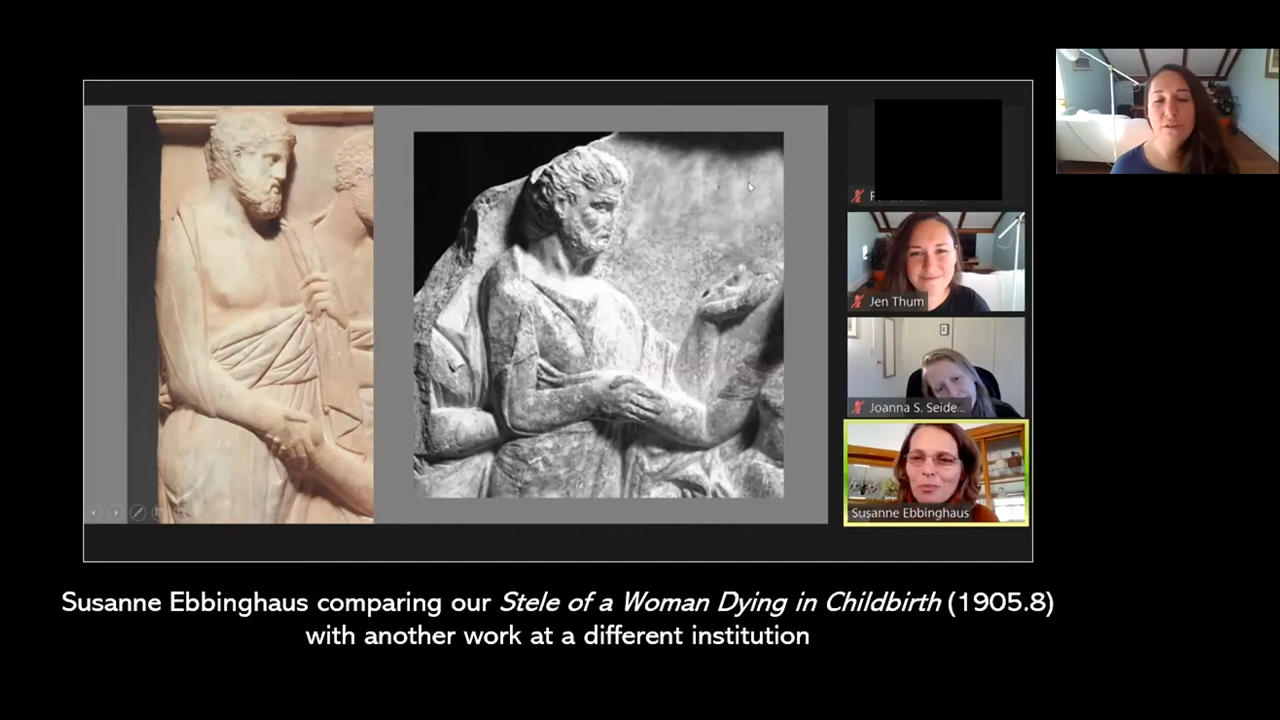 Jen Thum
Joanna S. Seide...
Susanne Ebbinghaus
Susanne Ebbinghaus comparing our Stele of a Woman Dying in Childbirth (1905.8)
with another work at a different institution